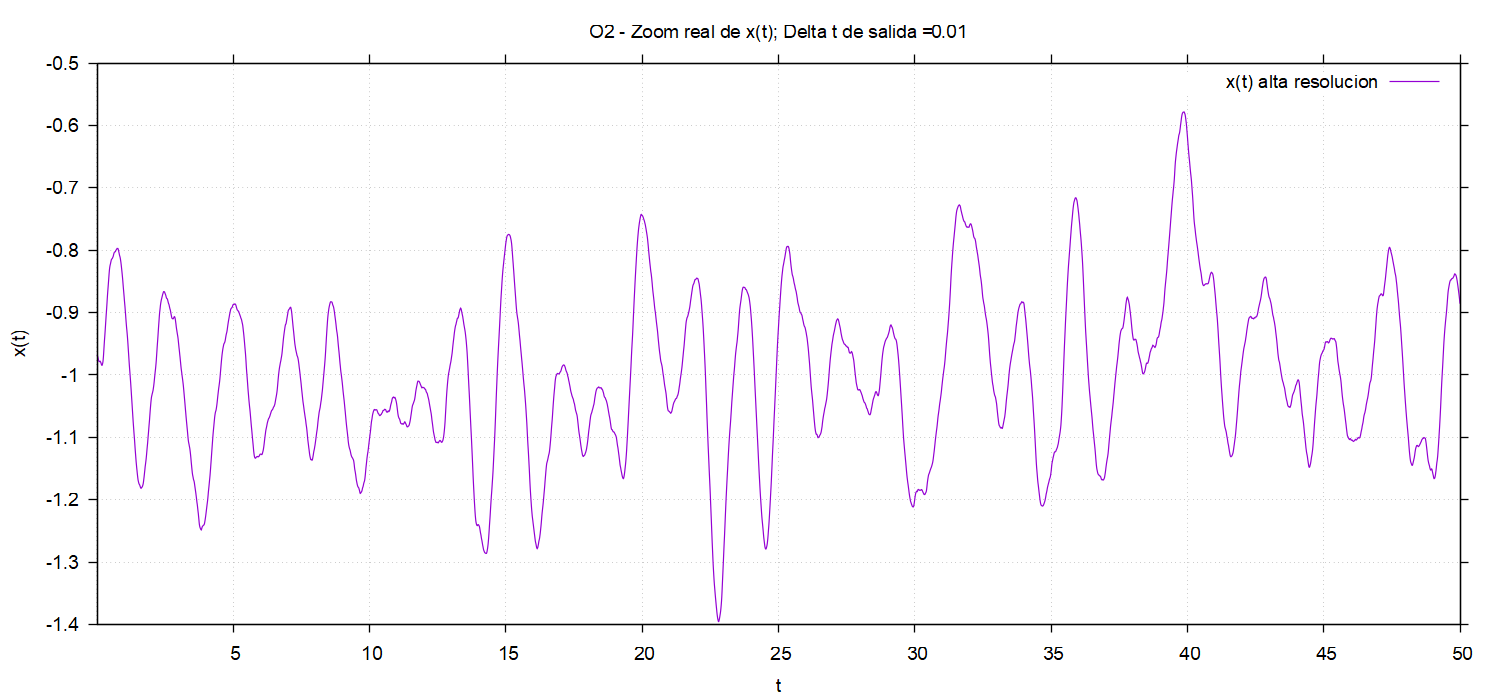 O2 - Zoom real de x(t); Delta t de salida =0.01
x(t) alta resolucion
-0.5
-0.6
-0.7
-0.8
-0.9
-1
-1.1
-1.2
-1.3
-1.4
x(t)
5 10 15 20 25 30 35 40 45 50
t